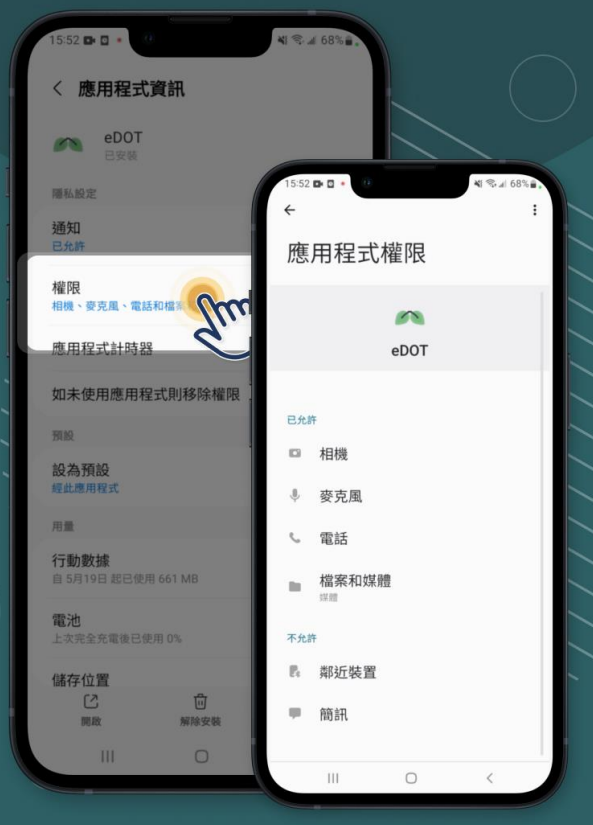 15:52
68%
應用程式資訊
eDOT
已安裝
隱私設定
通知
已允許
權限
相機、麥克風、電話和檔案
應用程式計時器
如未使用應用程式則移除權限
預設
設為預設
經此應用程式
用量
行動數據
自 5月19日 起已使用 661 MB
電池
上次完全充電後已使用 0%
儲存位置
開啟
解除安裝
15:52
68%
應用程式權限
eDOT
已允許
相機
麥克風
電話
檔案和媒體
媒體
不允許
鄰近裝置
簡訊